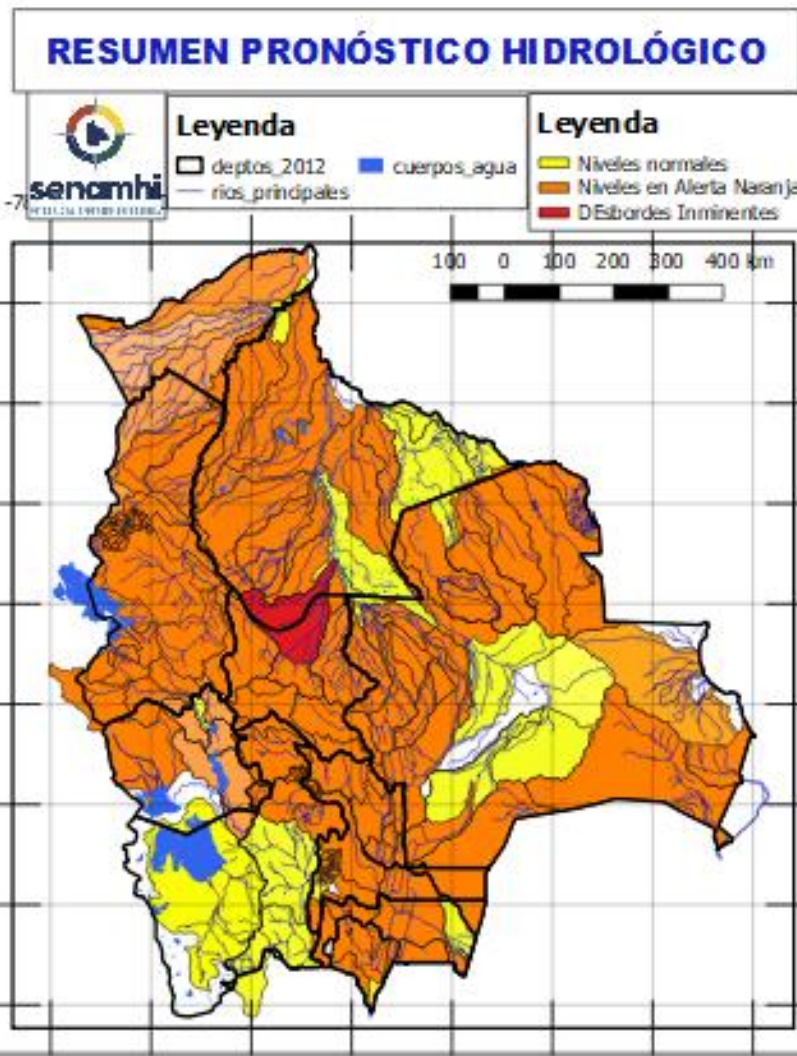 RESUMEN PRONÓSTICO HIDROLÓGICO
senamhi
Leyenda
deptos_2012 cuerpos_agua
rios_principales
Leyenda
Niveles normales
Niveles en Alerta Naranja
DEsbordes Inminentes
100 0 100 200 300 400 km